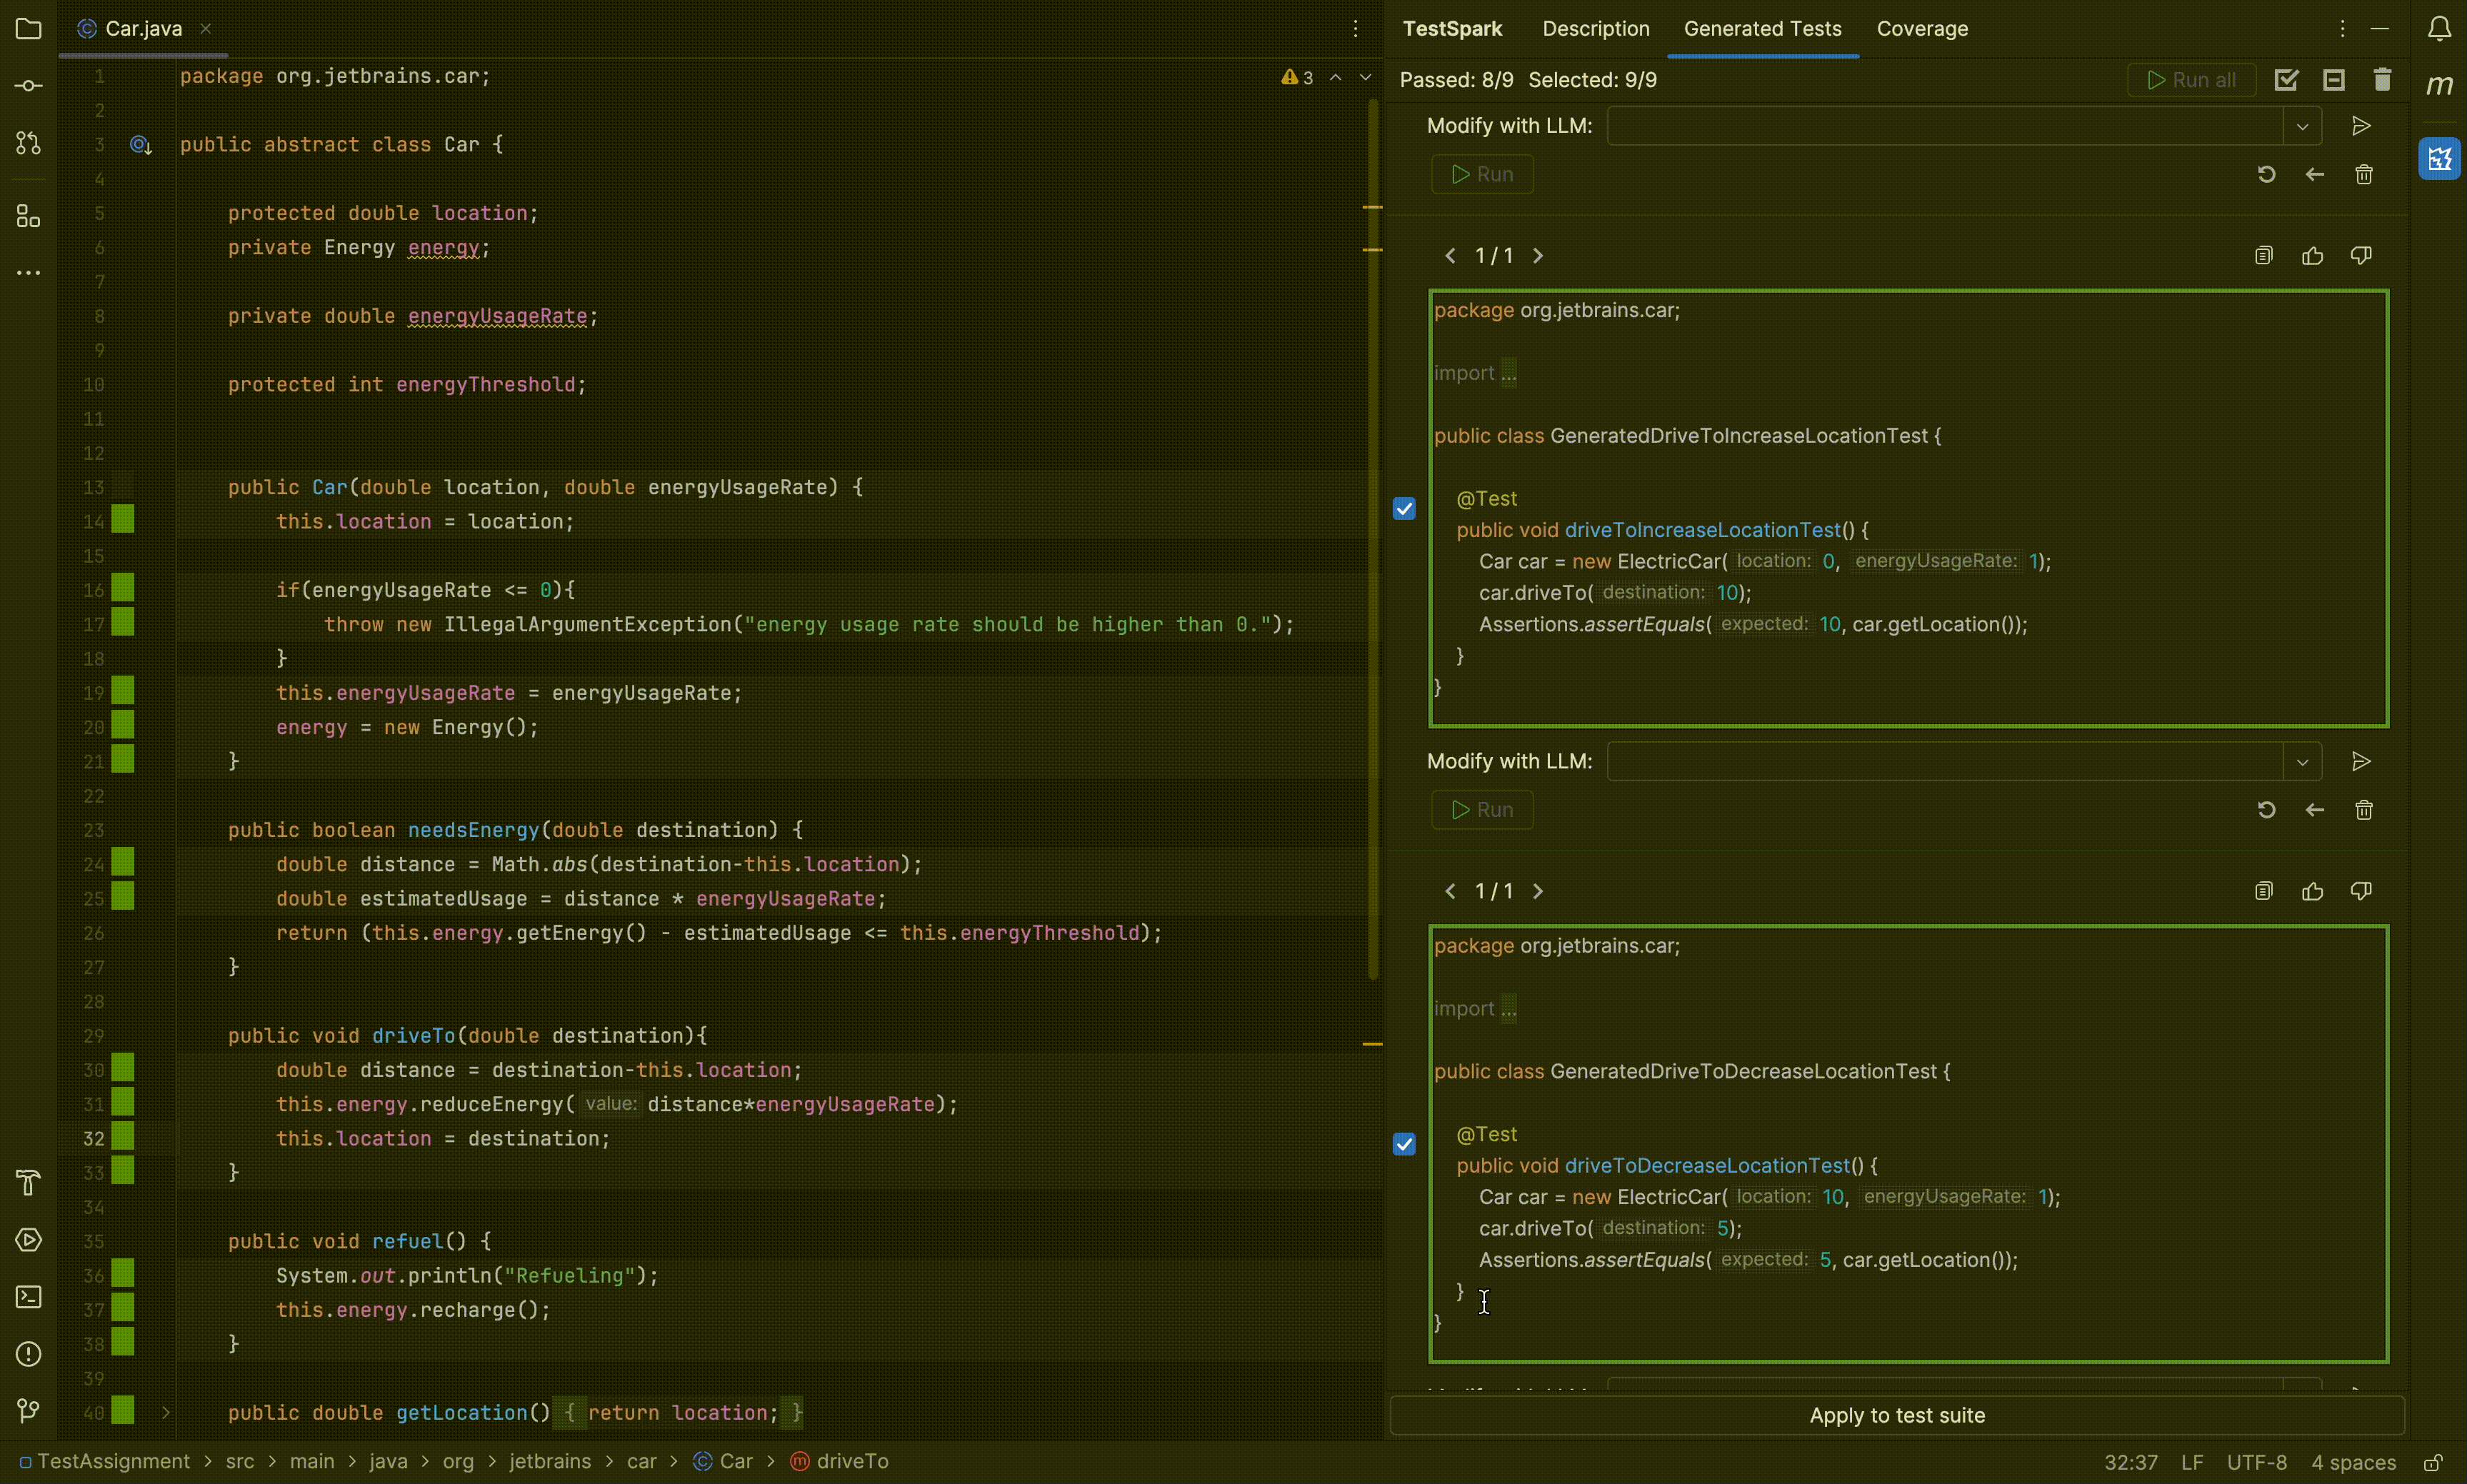 Car.java
3
1 package org.jetbrains.car;
2
3 public abstract class Car {
4
5 protected double location;
6 private Energy energy;
7
8 private double energyUsageRate;
9
10 protected int energyThreshold;
11
12
13 public Car(double location, double energyUsageRate) {
14 this.location = location;
15
16 if(energyUsageRate <= 0){
17 throw new IllegalArgumentException("energy usage rate should be higher than 0.");
18 }
19 this.energyUsageRate = energyUsageRate;
20 energy = new Energy();
21 }
22
23 public boolean needsEnergy(double destination) {
24 double distance = Math.abs(destination-this.location);
25 double estimatedUsage = distance * energyUsageRate;
26 return (this.energy.getEnergy() - estimatedUsage <= this.energyThreshold);
27 }
28
29 public void driveTo(double destination){
30 double distance = destination-this.location;
31 this.energy.reduceEnergy( value: distance*energyUsageRate);
32 this.location = destination;
33 }
34
35 public void refuel() {
36 System.out.println("Refueling");
37 this.energy.recharge();
38 }
39
40 public double getLocation() { return location; }
TestSpark Description Generated Tests Coverage
Passed: 8/9 Selected: 9/9 Run all
m
Modify with LLM:
Run
1 / 1
package org.jetbrains.car;
import ...
public class GeneratedDriveToIncreaseLocationTest {
@Test
public void driveToIncreaseLocationTest() {
Car car = new ElectricCar( location: 0, energyUsageRate: 1);
car.driveTo( destination: 10);
Assertions.assertEquals( expected: 10, car.getLocation());
}
}
Modify with LLM:
Run
1 / 1
package org.jetbrains.car;
import ...
public class GeneratedDriveToDecreaseLocationTest {
@Test
public void driveToDecreaseLocationTest() {
Car car = new ElectricCar( location: 10, energyUsageRate: 1);
car.driveTo( destination: 5);
Assertions.assertEquals( expected: 5, car.getLocation());
}
}
Apply to test suite
TestAssignment > src > main > java > org > jetbrains > car > Car > driveTo
32:37 LF UTF-8 4 spaces